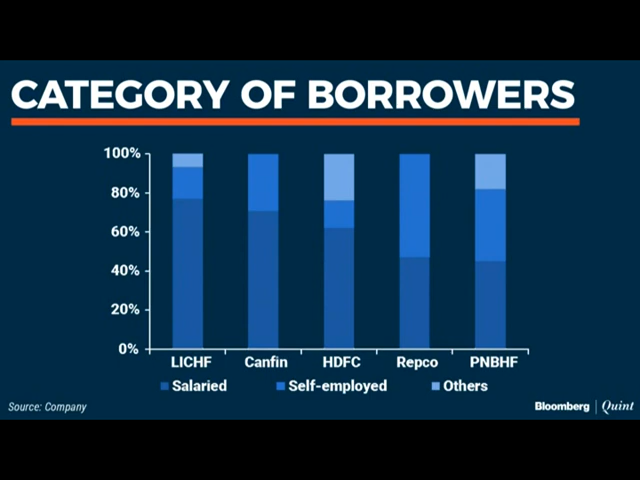 CATEGORY OF BORROWERS
100%
80%
60%
40%
20%
0%
LICHF Canfin HDFC Repco PNBHF
Salaried Self-employed Others
Source: Company
Bloomberg | Quint